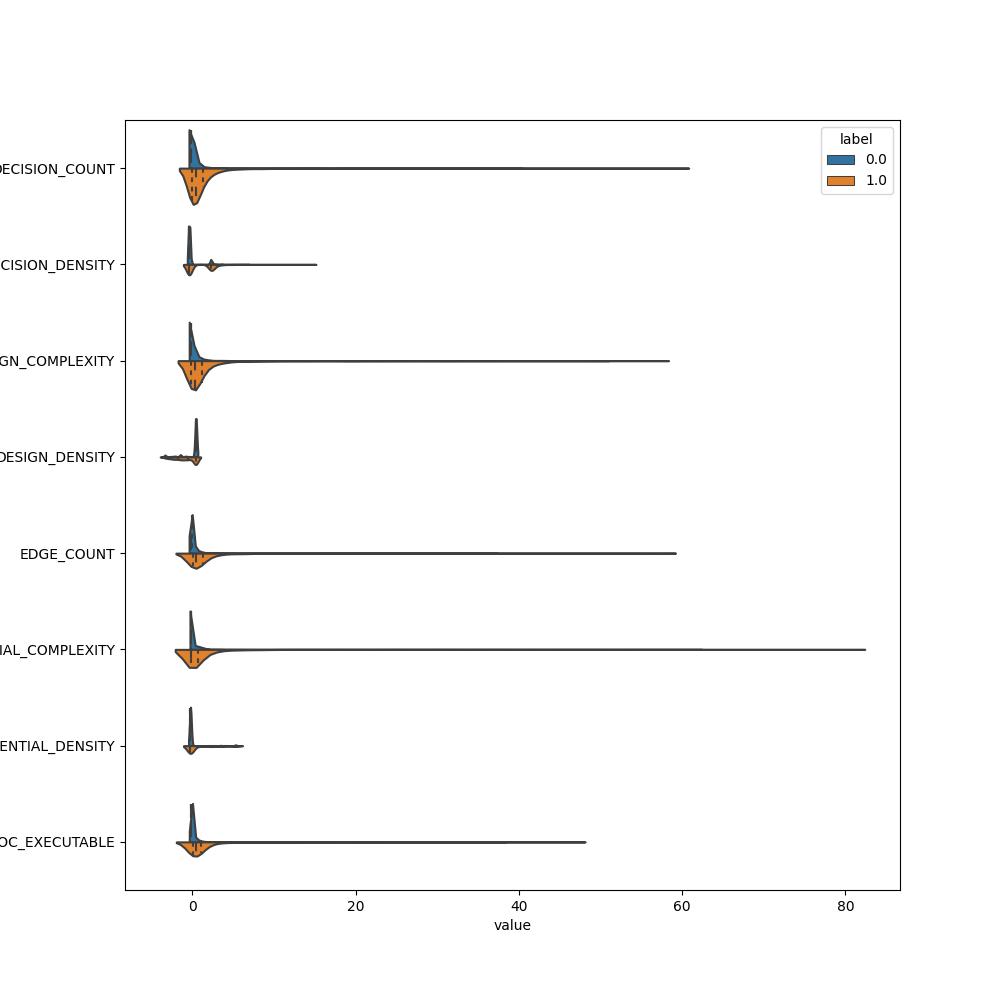 label
0.0
1.0
DECISION_COUNT
CISION_DENSITY
GN_COMPLEXITY
DESIGN_DENSITY
EDGE_COUNT
IAL_COMPLEXITY
ENTIAL_DENSITY
OC_EXECUTABLE
0 20 40 60 80
value